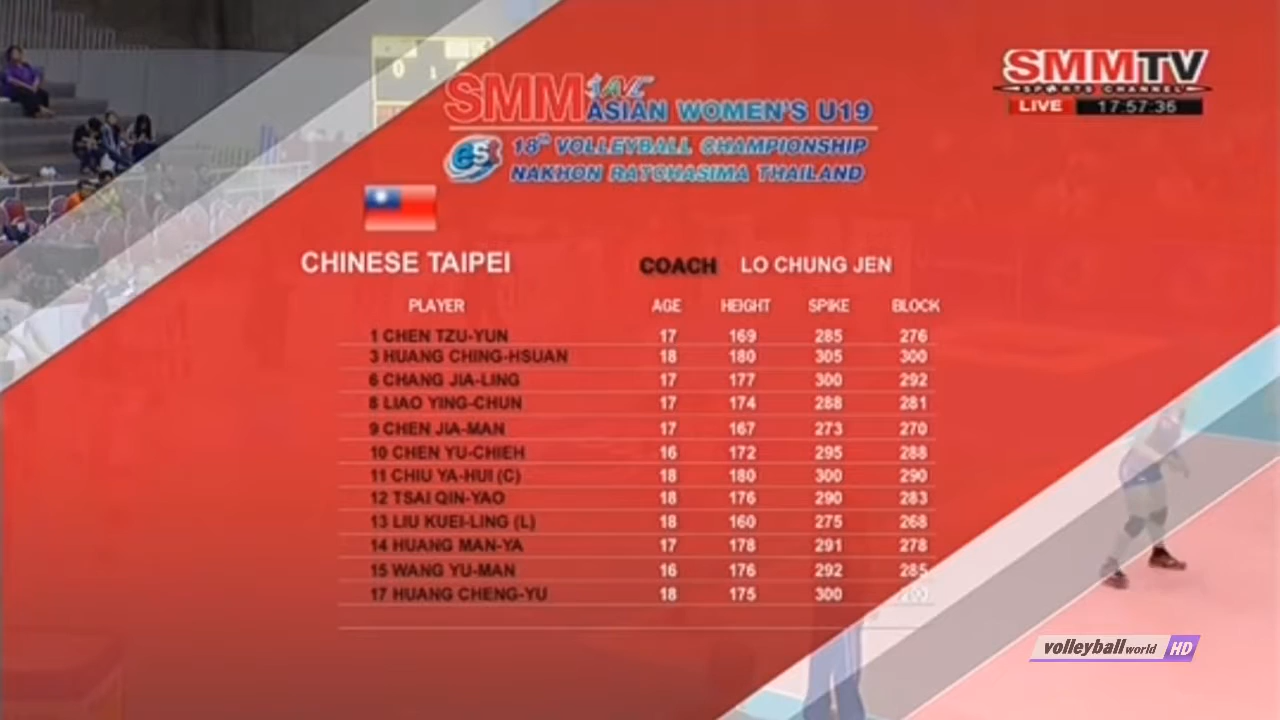 0 1
SMM AVC
ASIAN WOMEN'S U19
est 18th VOLLEYBALL CHAMPIONSHIP
NAKHON RATCHASIMA THAILAND
SMMTV
SPORTS CHANNEL
LIVE 17:57:36
CHINESE TAIPEI COACH LO CHUNG JEN
PLAYER AGE HEIGHT SPIKE BLOCK
1 CHEN TZU-YUN 17 169 285 276
3 HUANG CHING-HSUAN 18 180 305 300
6 CHANG JIA-LING 17 177 300 292
8 LIAO YING-CHUN 17 174 288 281
9 CHEN JIA-MAN 17 167 273 270
10 CHEN YU-CHIEH 16 172 295 288
11 CHIU YA-HUI (C) 18 180 300 290
12 TSAI QIN-YAO 18 176 290 283
13 LIU KUEI-LING (L) 18 160 275 268
14 HUANG MAN-YA 17 178 291 278
15 WANG YU-MAN 16 176 292 285
17 HUANG CHENG-YU 18 175 300
volleyball world HD